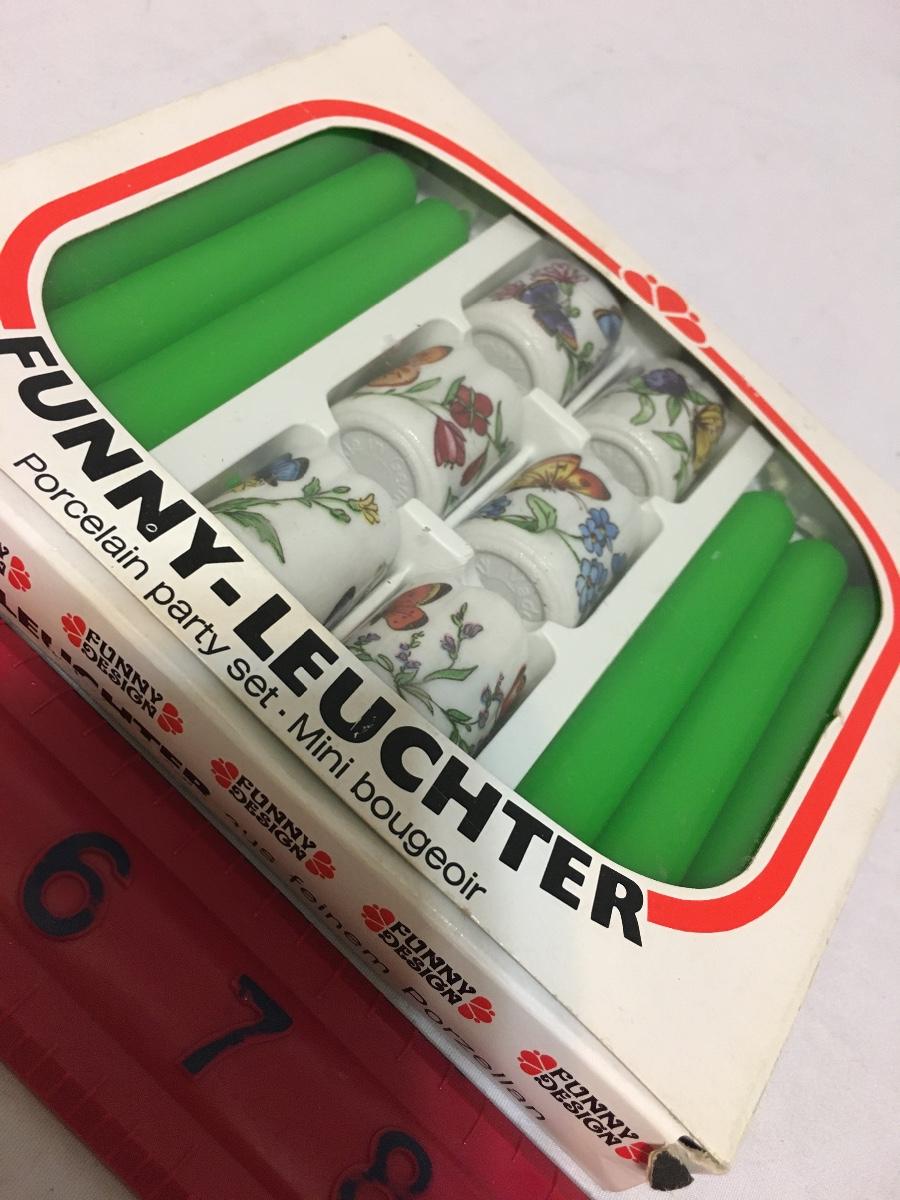 FUNNY-LEUCHTER
Porcelain party set · Mini bougeoir
FUNNY
DESIGN
FUNNY
DESIGN
FUNNY
DESIGN
FUNNY
DESIGN
aus feinem Porzellan
6
7
8